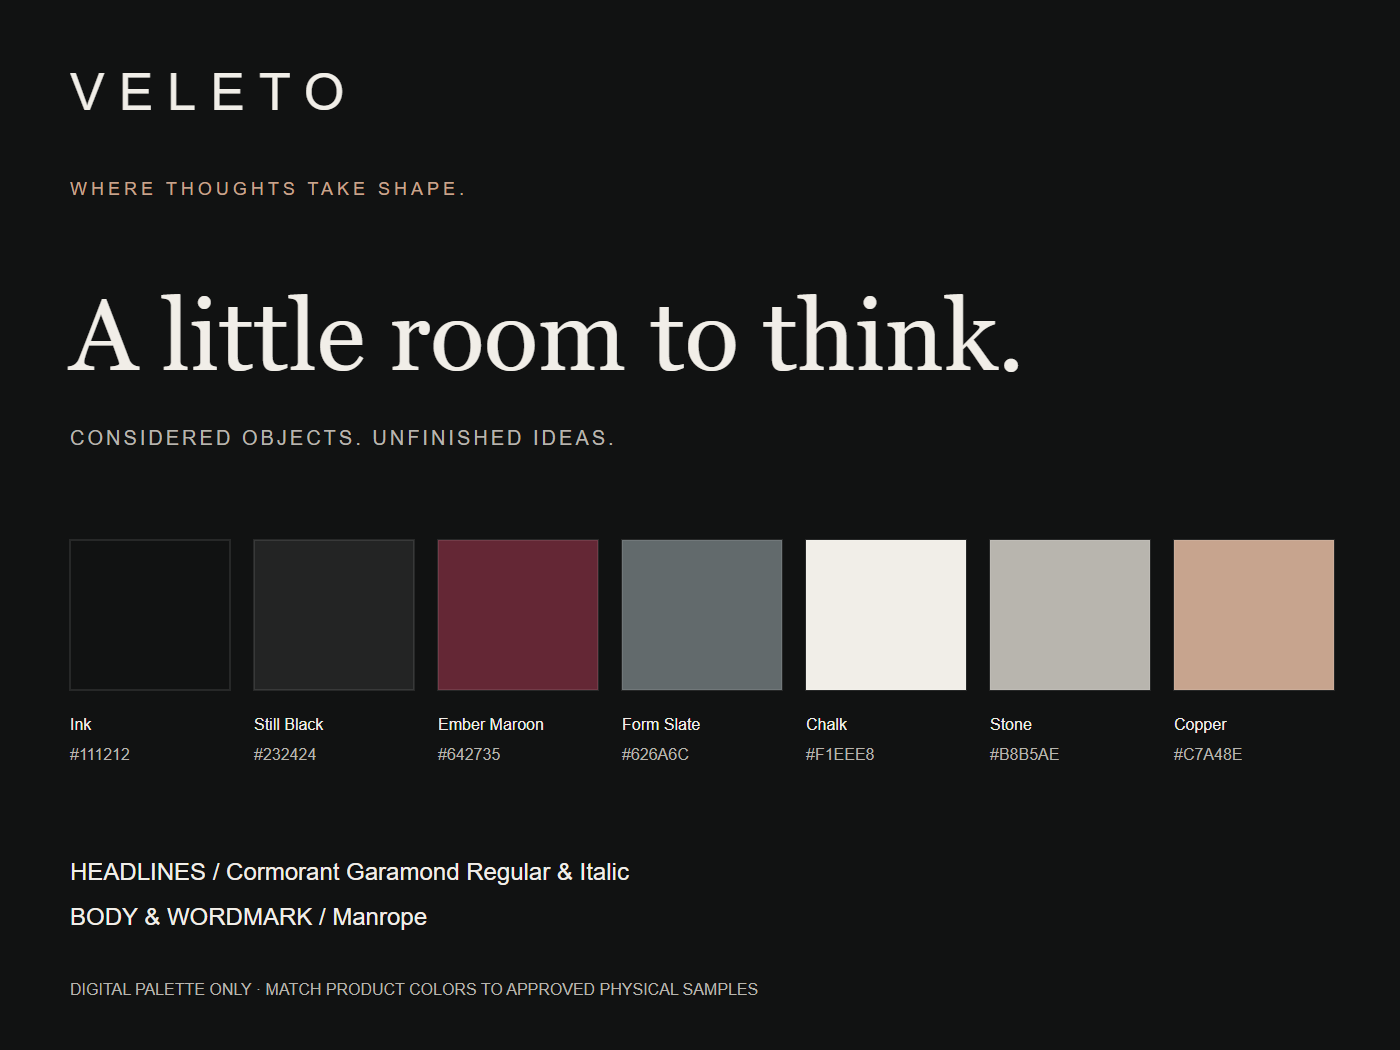 VELETO
WHERE THOUGHTS TAKE SHAPE.
A little room to think.
CONSIDERED OBJECTS. UNFINISHED IDEAS.
Ink
#111212
Still Black
#232424
Ember Maroon
#642735
Form Slate
#626A6C
Chalk
#F1EEE8
Stone
#B8B5AE
Copper
#C7A48E
HEADLINES / Cormorant Garamond Regular & Italic
BODY & WORDMARK / Manrope
DIGITAL PALETTE ONLY · MATCH PRODUCT COLORS TO APPROVED PHYSICAL SAMPLES